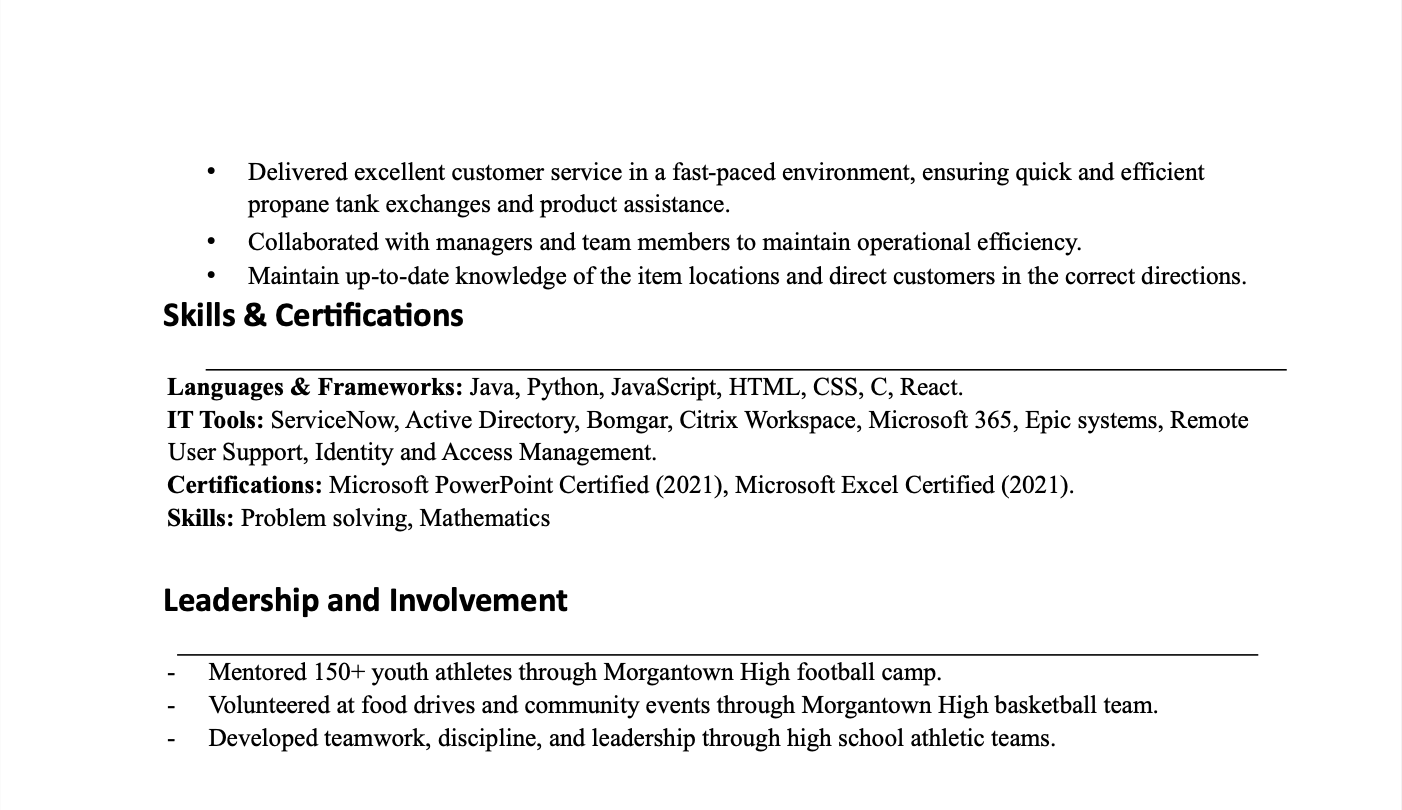 • Delivered excellent customer service in a fast-paced environment, ensuring quick and efficient
propane tank exchanges and product assistance.
• Collaborated with managers and team members to maintain operational efficiency.
• Maintain up-to-date knowledge of the item locations and direct customers in the correct directions.
Skills & Certifications
Languages & Frameworks: Java, Python, JavaScript, HTML, CSS, C, React.
IT Tools: ServiceNow, Active Directory, Bomgar, Citrix Workspace, Microsoft 365, Epic systems, Remote
User Support, Identity and Access Management.
Certifications: Microsoft PowerPoint Certified (2021), Microsoft Excel Certified (2021).
Skills: Problem solving, Mathematics
Leadership and Involvement
- Mentored 150+ youth athletes through Morgantown High football camp.
- Volunteered at food drives and community events through Morgantown High basketball team.
- Developed teamwork, discipline, and leadership through high school athletic teams.